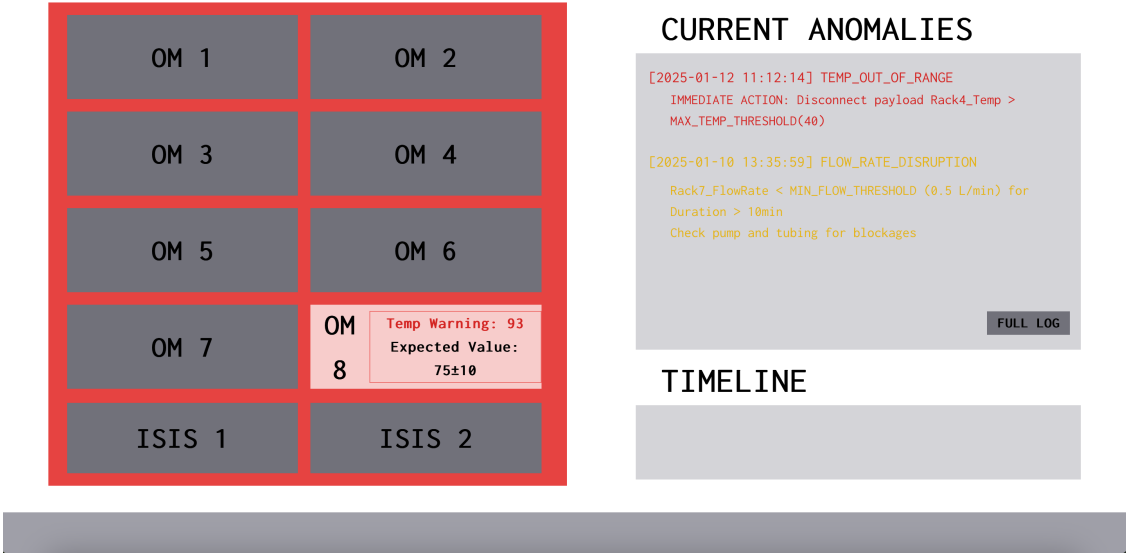 OM 1
OM 2
OM 3
OM 4
OM 5
OM 6
OM 7
OM
8
Temp Warning: 93
Expected Value:
75±10
ISIS 1
ISIS 2
CURRENT ANOMALIES
[2025-01-12 11:12:14] TEMP_OUT_OF_RANGE
IMMEDIATE ACTION: Disconnect payload Rack4_Temp >
MAX_TEMP_THRESHOLD(40)
[2025-01-10 13:35:59] FLOW_RATE_DISRUPTION
Rack7_FlowRate < MIN_FLOW_THRESHOLD (0.5 L/min) for
Duration > 10min
Check pump and tubing for blockages
FULL LOG
TIMELINE